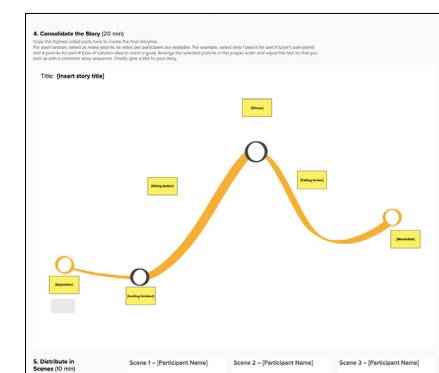 4. Consolidate the Story (20 min)
Copy the highest voted parts here to create the final storyline.
For each section, select as many post-its as votes per participant are available. For example, select only 1 post-it for part II (User's pain-point)
and 4 post-its for part III (Use of solution idea to reach a goal). Arrange the selected post-its in the proper order and adjust the text so that you
end up with a coherent story sequence. Finally, give a title to your story.
Title: [Insert story title]
[Climax]
[Rising Action]
[Falling Action]
[Resolution]
[Exposition]
[Inciting Incident]
5. Distribute in
Scenes (10 min)
Scene 1 – [Participant Name]
Scene 2 – [Participant Name]
Scene 3 – [Participant Name]